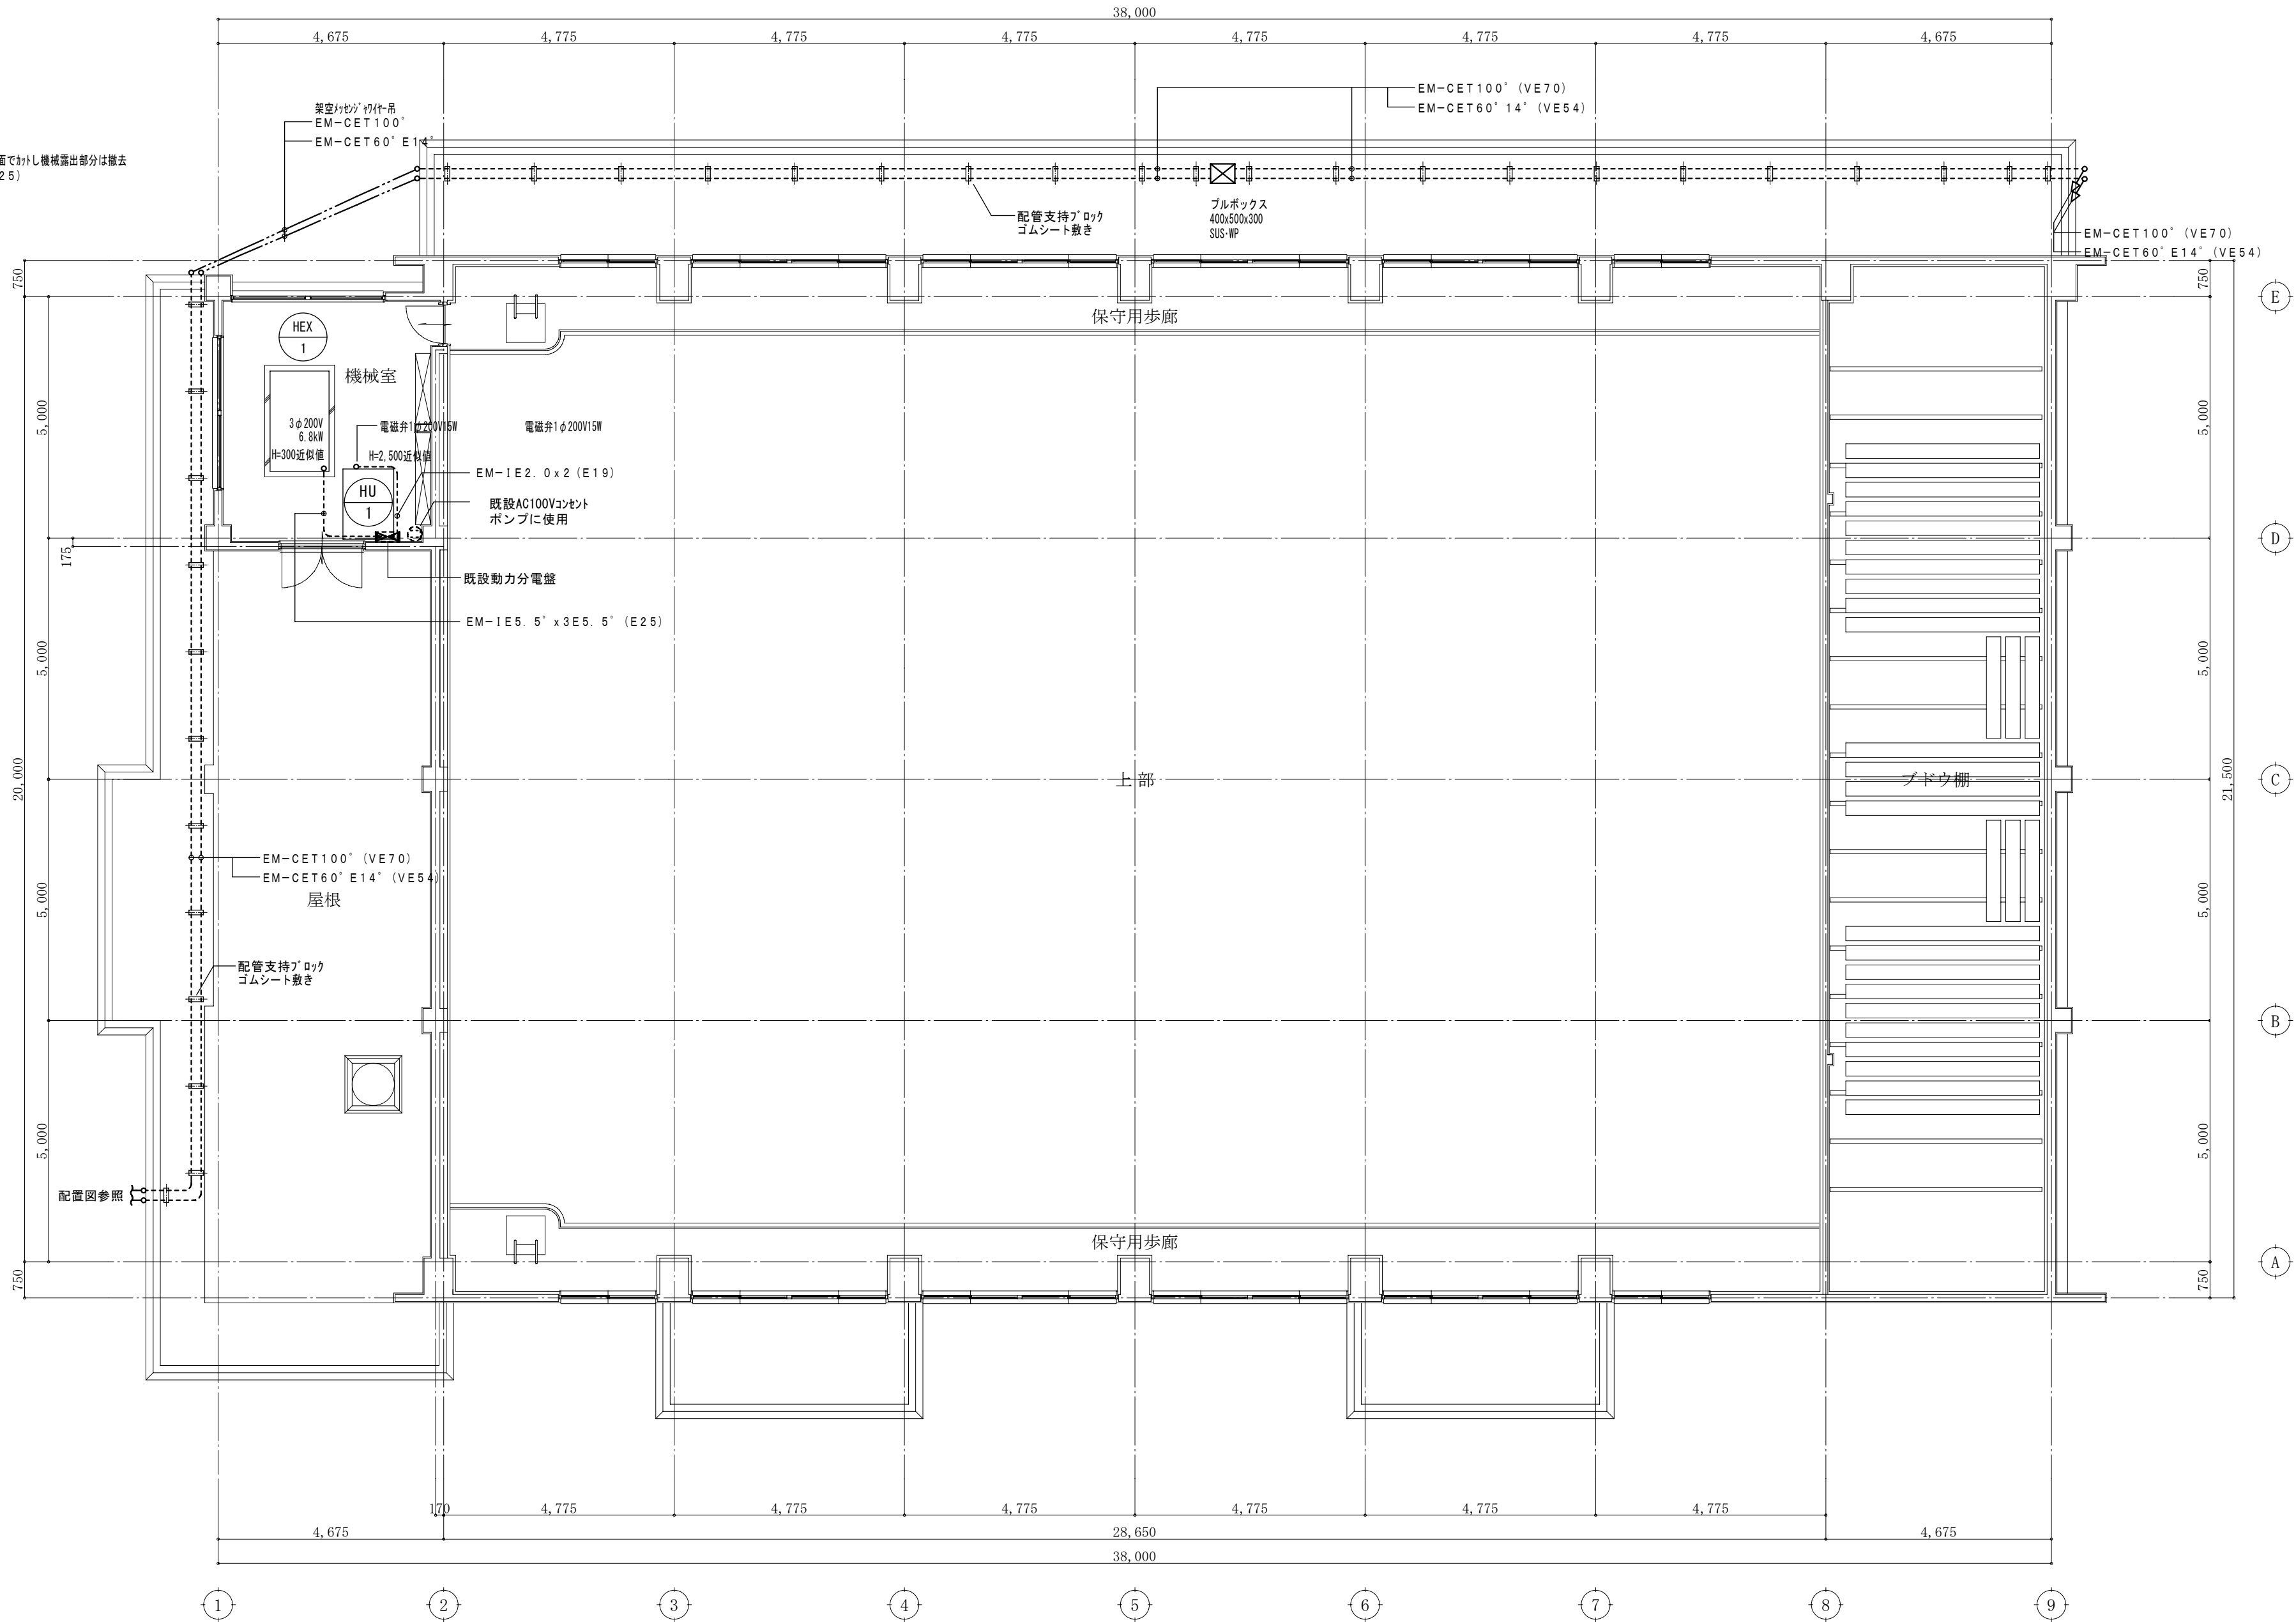 38,000
4,675
4,775
4,775
4,775
4,775
4,775
4,775
4,675
架空ﾒｯｾﾝｼﾞｬﾜｲﾔｰ吊
EM-CET100°
EM-CET60°E14°
面でｶｯﾄし機械露出部分は撤去
25)
EM-CET100°(VE70)
EM-CET60°14°(VE54)
配管支持ﾌﾞﾛｯｸ
ゴムシート敷き
プルボックス
400x500x300
SUS・WP
EM-CET100°(VE70)
EM-CET60°E14°(VE54)
750
750
E
保守用歩廊
HEX
1
機械室
3φ200V
6.8kW
H=300近似値
電磁弁1φ200V15W
電磁弁1φ200V15W
H=2,500近似値
5,000
5,000
HU
1
EM-IE2.0x2(E19)
既設AC100Vｺﾝｾﾝﾄ
ポンプに使用
D
175
既設動力分電盤
EM-IE5.5°x3E5.5°(E25)
5,000
5,000
20,000
上部
ブドウ棚
21,500
C
EM-CET100°(VE70)
EM-CET60°E14°(VE54)
屋根
5,000
5,000
配管支持ﾌﾞﾛｯｸ
ゴムシート敷き
B
5,000
5,000
配置図参照
保守用歩廊
A
750
750
170
4,775
4,775
4,775
4,775
4,775
4,775
4,675
28,650
4,675
38,000
1
2
3
4
5
6
7
8
9